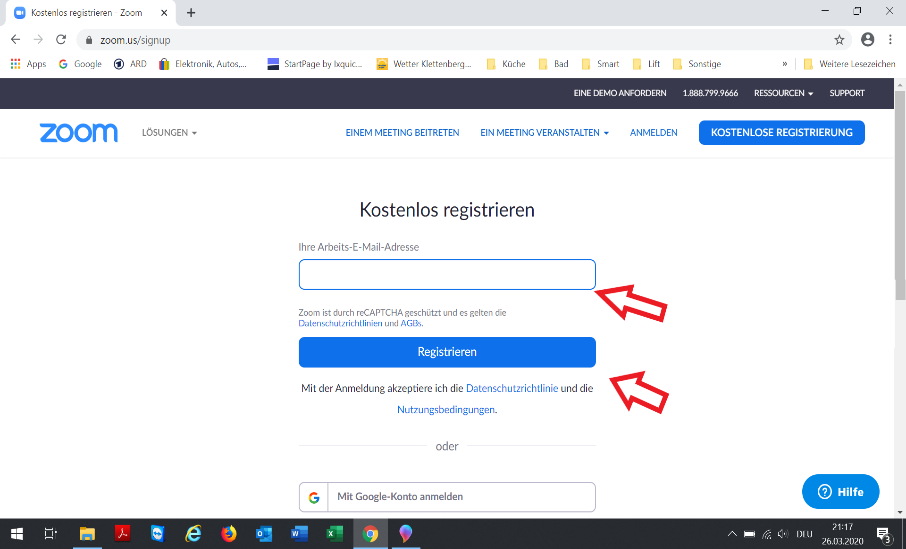 Kostenlos registrieren - Zoom
zoom.us/signup
Apps Google ARD Elektronic, Autos,... StartPage by Ixquic... Wetter Klettenberg... Küche Bad Smart Lift Sonstige » Weitere Lesezeichen
EINE DEMO ANFORDERN 1.888.799.9666 RESSOURCEN SUPPORT
zoom LÖSUNGEN EINEM MEETING BEITRETEN EIN MEETING VERANSTALTEN ANMELDEN KOSTENLOSE REGISTRIERUNG
Kostenlos registrieren
Ihre Arbeits-E-Mail-Adresse
Zoom ist durch reCAPTCHA geschützt und es gelten die
Datenschutzrichtlinien und AGBs.
Registrieren
Mit der Anmeldung akzeptiere ich die Datenschutzrichtlinie und die
Nutzungsbedingungen.
oder
Mit Google-Konto anmelden
Hilfe
DEU 21:17
26.03.2020 3